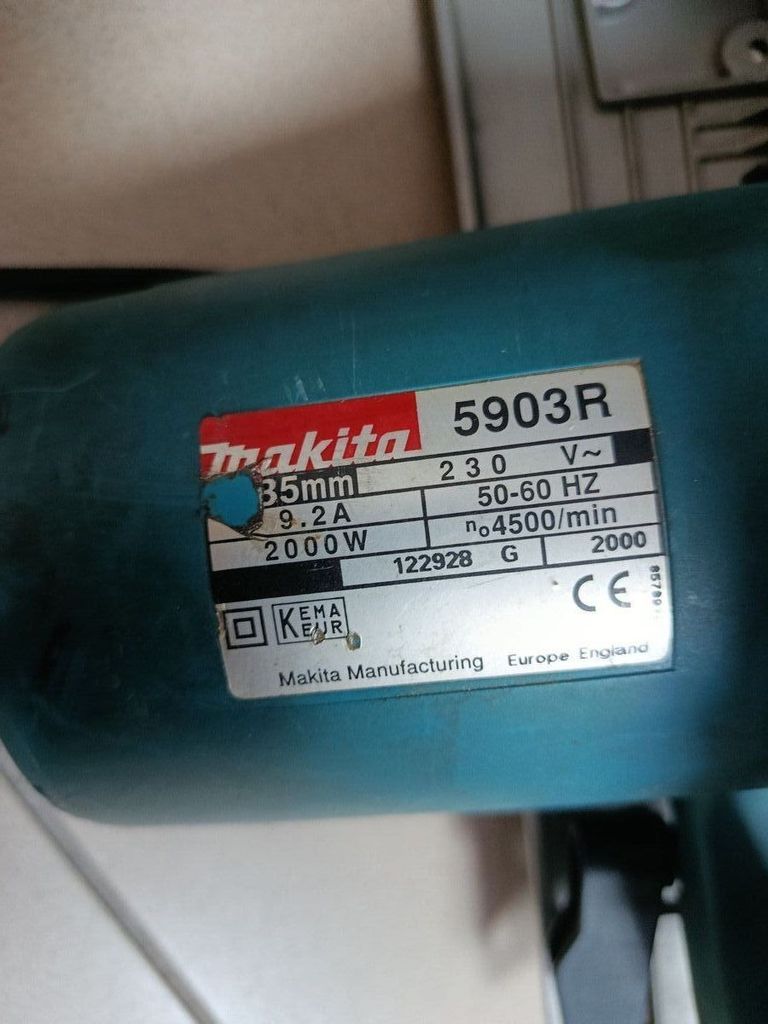 makita 5903R
35mm 230 V~
9.2A 50-60 HZ
2000W no4500/min
122928 G 2000
KEMA
KEUR
CE
Makita Manufacturing Europe England